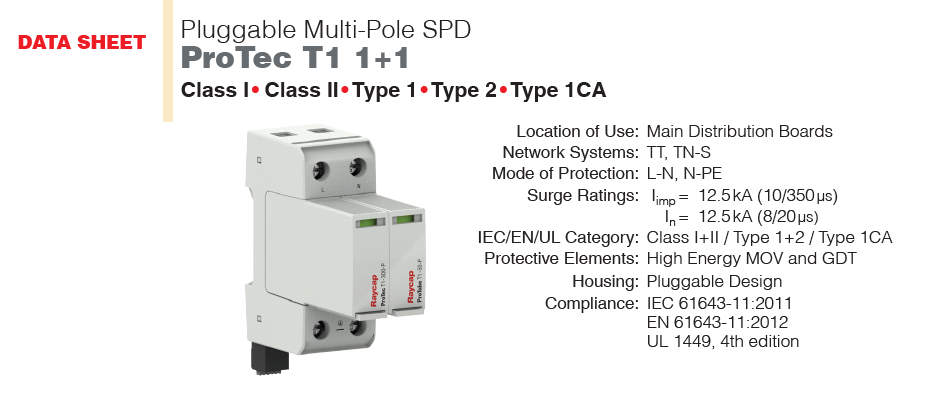 DATA SHEET
Pluggable Multi-Pole SPD
ProTec T1 1+1
Class I • Class II • Type 1 • Type 2 • Type 1CA
Location of Use: Main Distribution Boards
Network Systems: TT, TN-S
Mode of Protection: L-N, N-PE
Surge Ratings: Iimp = 12.5 kA (10/350 µs)
In = 12.5 kA (8/20 µs)
IEC/EN/UL Category: Class I+II / Type 1+2 / Type 1CA
Protective Elements: High Energy MOV and GDT
Housing: Pluggable Design
Compliance: IEC 61643-11:2011
EN 61643-11:2012
UL 1449, 4th edition
L N
Raycap
ProTec T1-300-P
Raycap